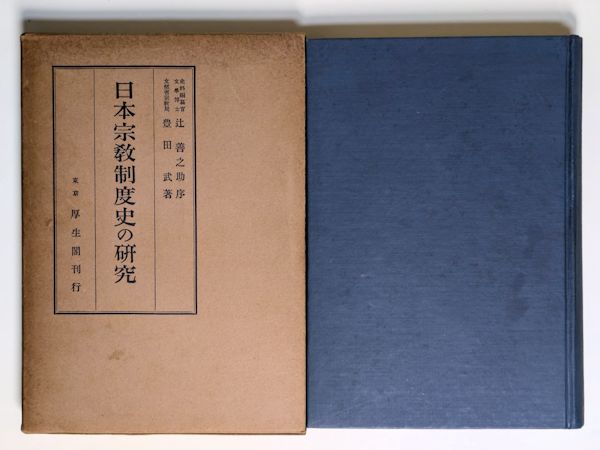 史料編纂官
文學博士
辻善之助序
文部省宗教局
豊田武著
日本宗教制度史の研究
東京 厚生閣刊行